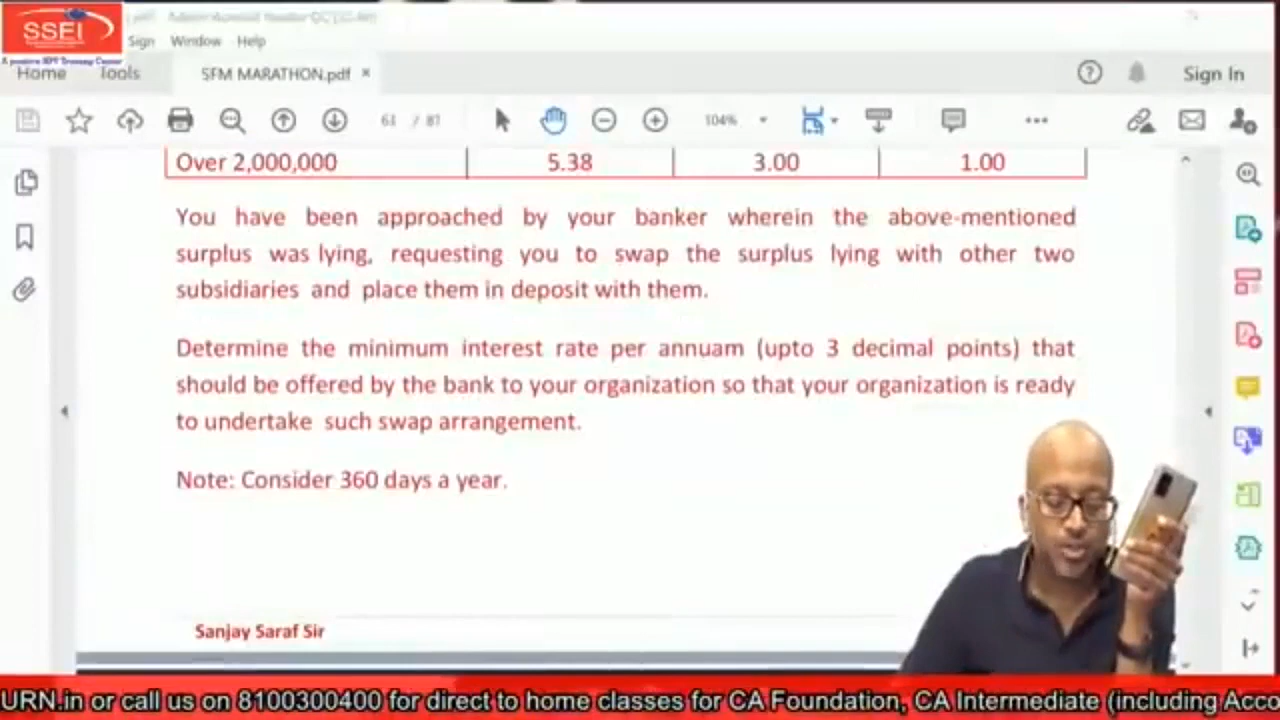 SSEI
Sign Window Help
Home Tools SFM MARATHON.pdf × Sign In
61 / 87 104%
Over 2,000,000 5.38 3.00 1.00
You have been approached by your banker wherein the above-mentioned
surplus was lying, requesting you to swap the surplus lying with other two
subsidiaries and place them in deposit with them.
Determine the minimum interest rate per annuam (upto 3 decimal points) that
should be offered by the bank to your organization so that your organization is ready
to undertake such swap arrangement.
Note: Consider 360 days a year.
Sanjay Saraf Sir
URN.in or call us on 8100300400 for direct to home classes for CA Foundation, CA Intermediate (including Acco